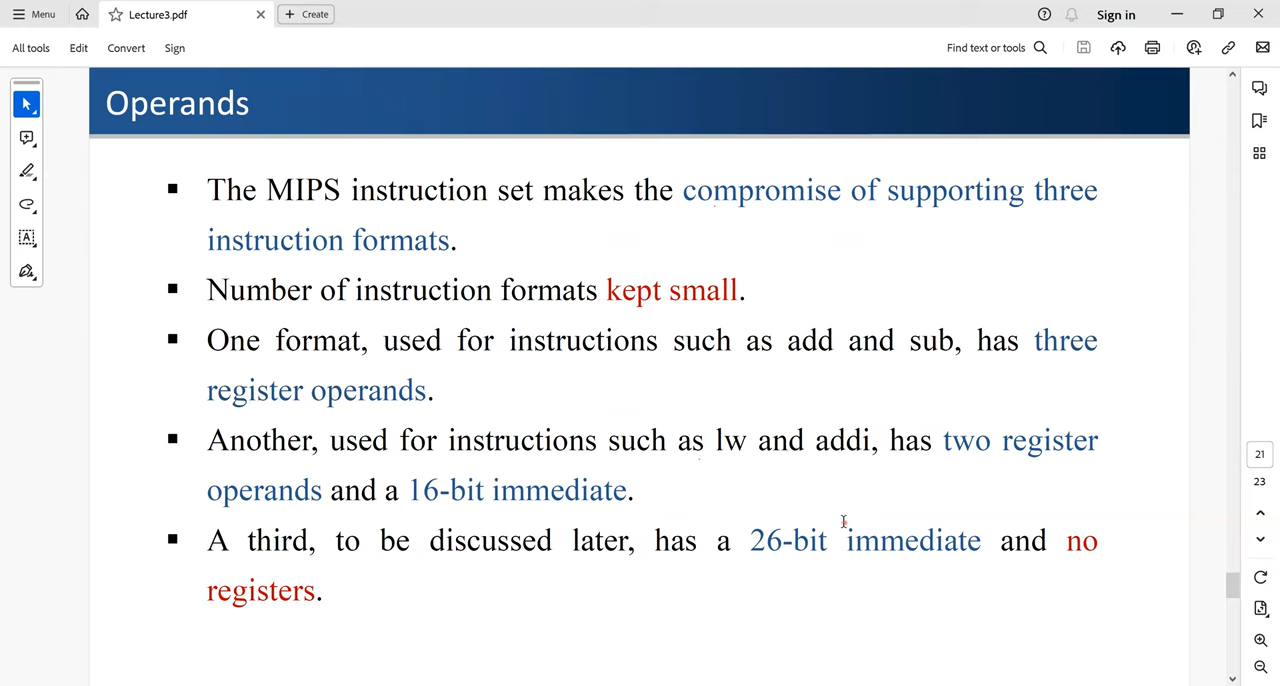 Menu
Lecture3.pdf
Create
Sign in
All tools Edit Convert Sign
Find text or tools
Operands
▪ The MIPS instruction set makes the compromise of supporting three
instruction formats.
▪ Number of instruction formats kept small.
▪ One format, used for instructions such as add and sub, has three
register operands.
▪ Another, used for instructions such as lw and addi, has two register
operands and a 16-bit immediate.
▪ A third, to be discussed later, has a 26-bit immediate and no
registers.
21
23